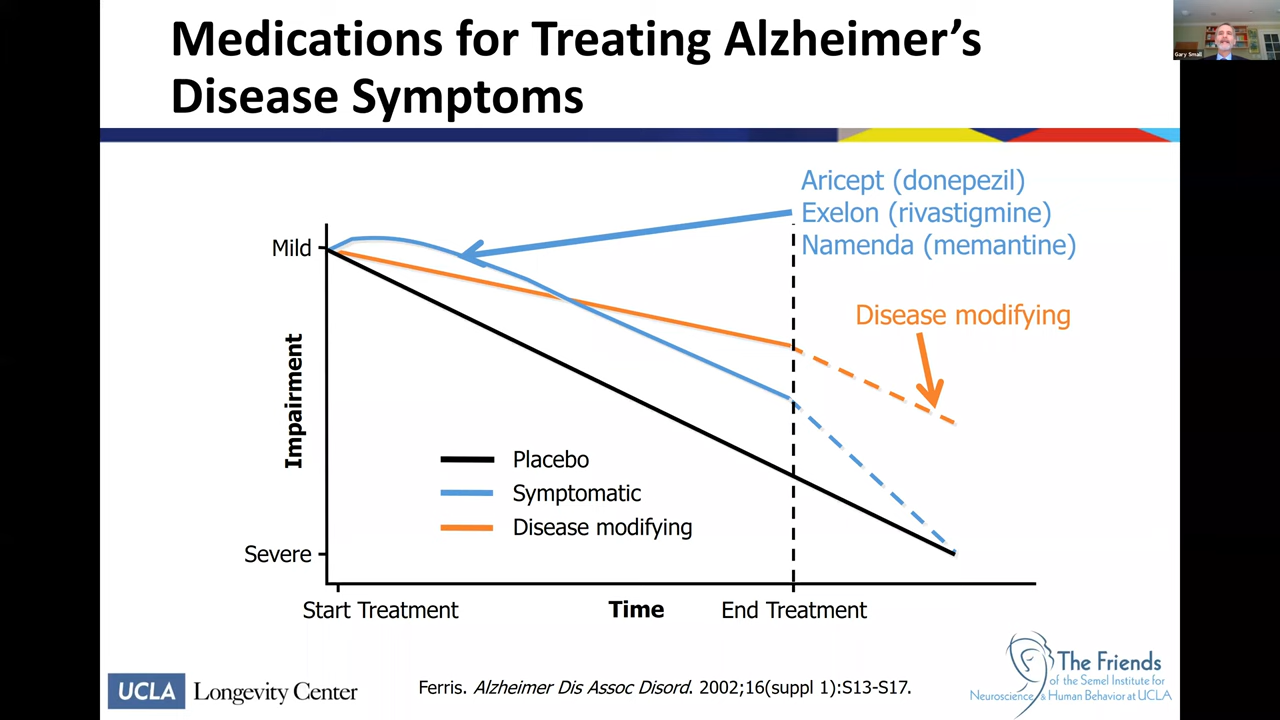 Medications for Treating Alzheimer's
Disease Symptoms
Gary Small
Aricept (donepezil)
Exelon (rivastigmine)
Namenda (memantine)
Mild
Disease modifying
Impairment
Placebo
Symptomatic
Disease modifying
Severe
Start Treatment
Time
End Treatment
UCLA Longevity Center
Ferris. Alzheimer Dis Assoc Disord. 2002;16(suppl 1):S13-S17.
The Friends
of the Semel Institute for
Neuroscience & Human Behavior at UCLA